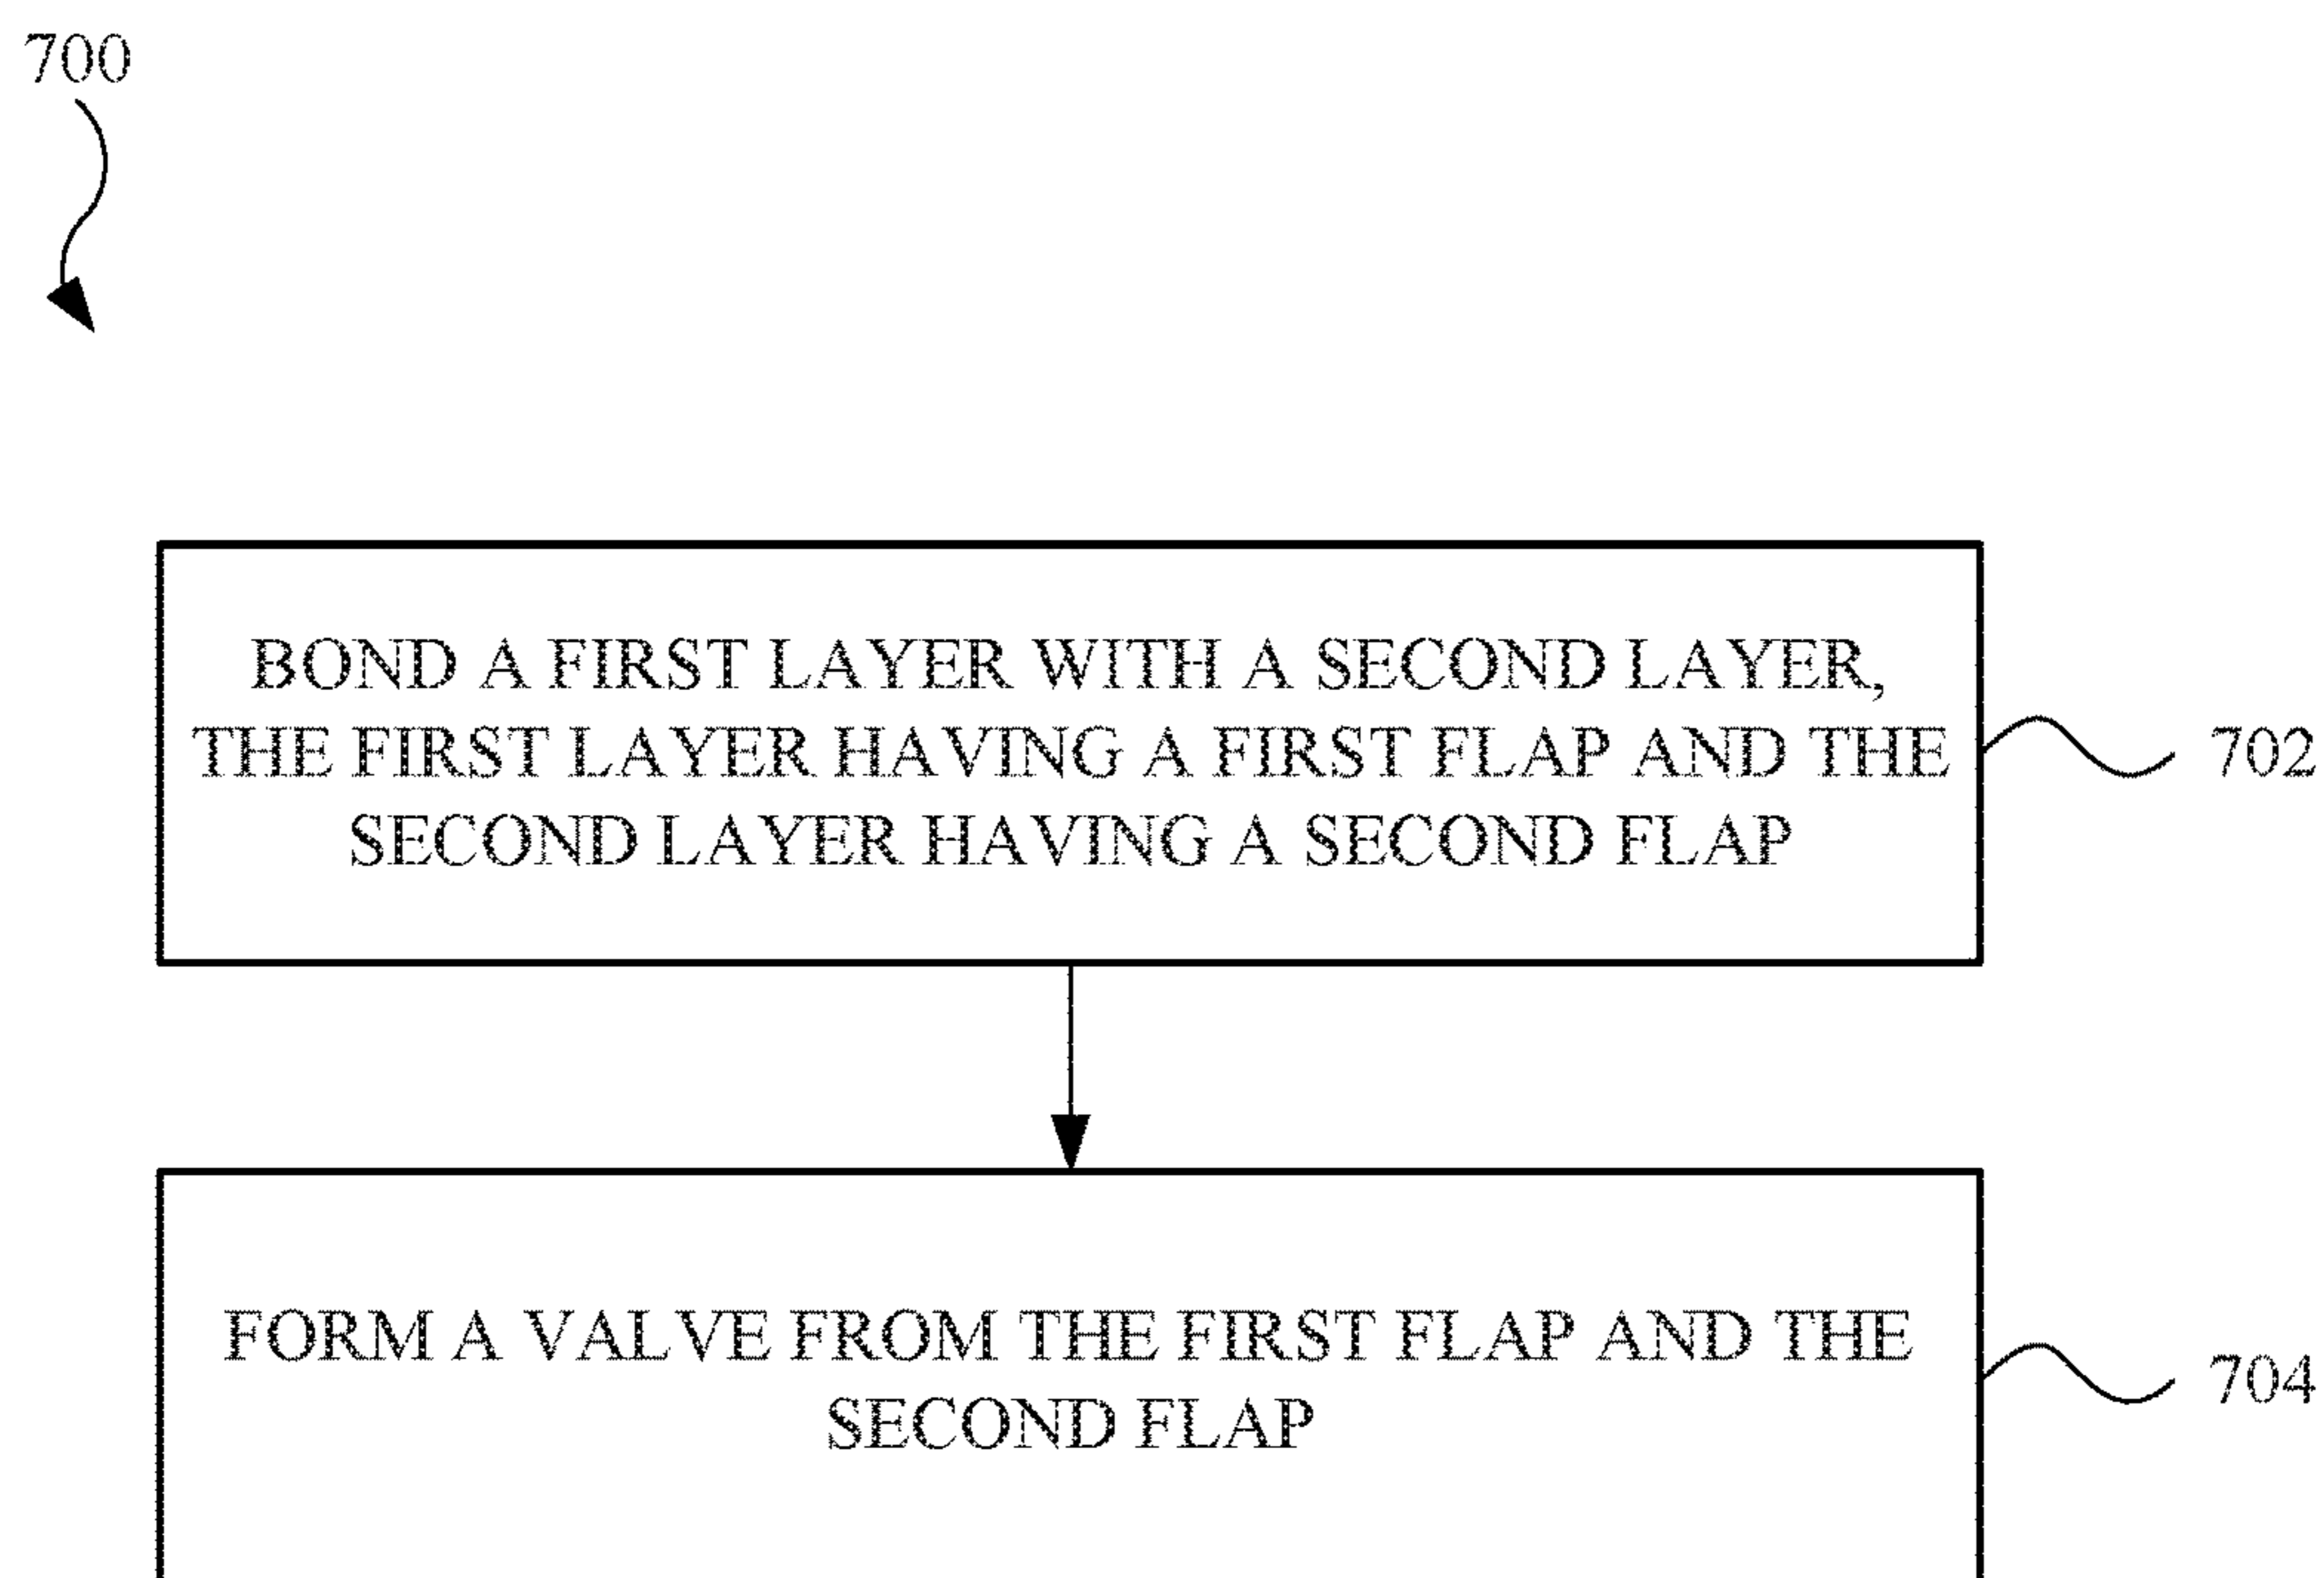 700
BOND A FIRST LAYER WITH A SECOND LAYER,
THE FIRST LAYER HAVING A FIRST FLAP AND THE
SECOND LAYER HAVING A SECOND FLAP
702
FORM A VALVE FROM THE FIRST FLAP AND THE
SECOND FLAP
704